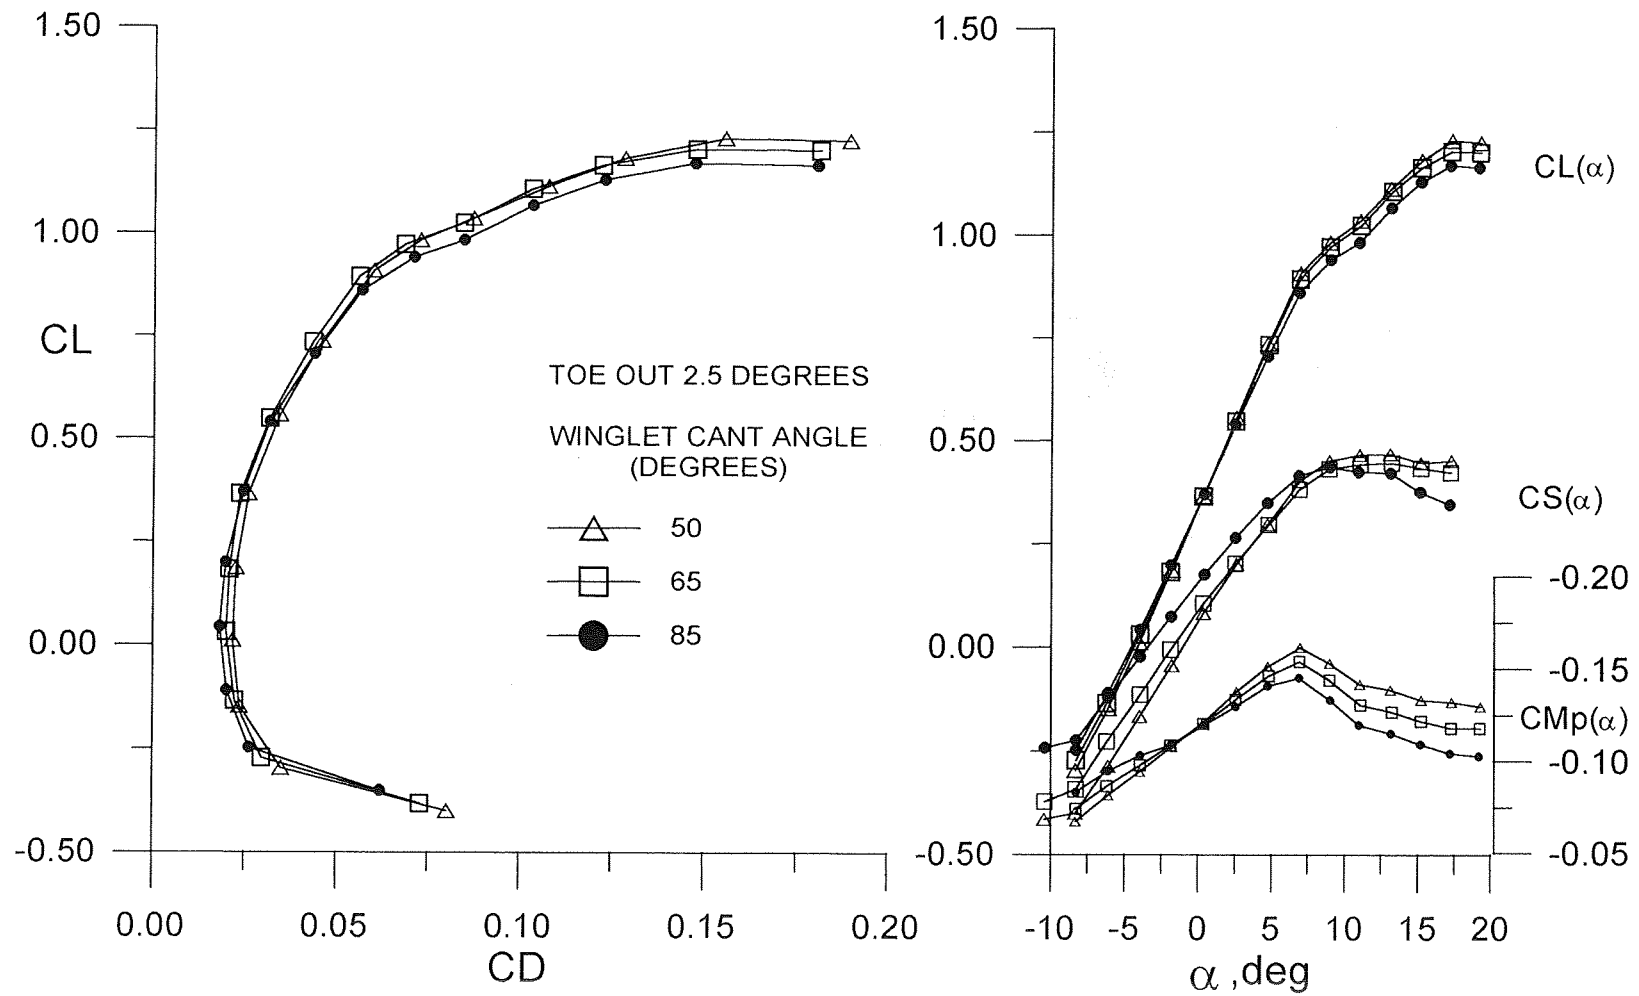 1.50
1.00
CL
0.50
0.00
-0.50
0.00 0.05 0.10 0.15 0.20
CD
TOE OUT 2.5 DEGREES
WINGLET CANT ANGLE
(DEGREES)
50
65
85
1.50
1.00
0.50
0.00
-0.50
-10 -5 0 5 10 15 20
α ,deg
CL(α)
CS(α)
-0.20
-0.15
CMp(α)
-0.10
-0.05